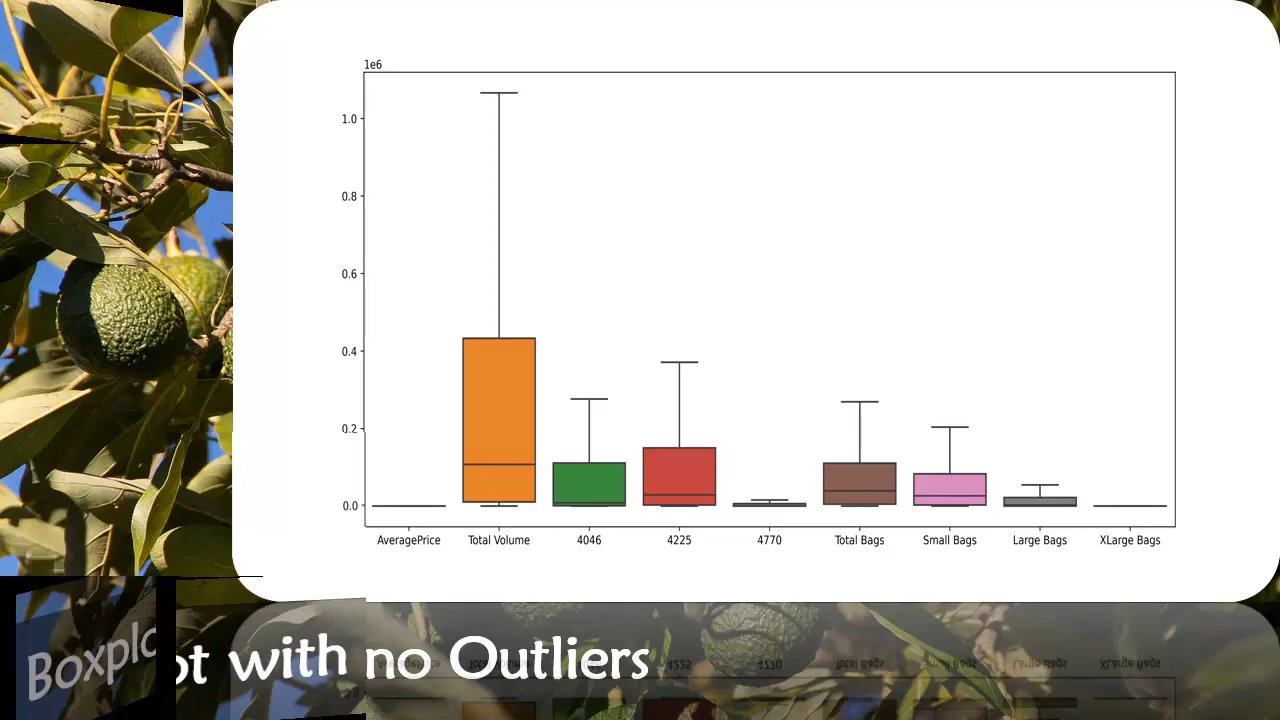 1e6
1.0
0.8
0.6
0.4
0.2
0.0
AveragePrice Total Volume 4046 4225 4770 Total Bags Small Bags Large Bags XLarge Bags
Boxplot with no Outliers